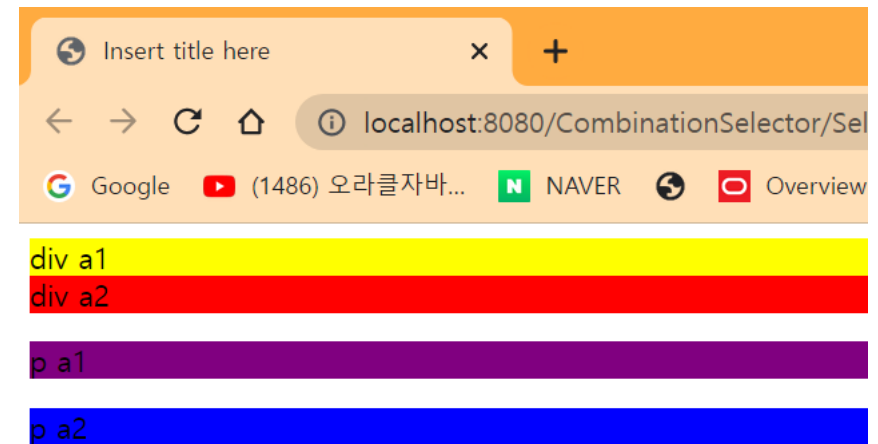 Insert title here
localhost:8080/CombinationSelector/Sel
Google (1486) 오라클자바... NAVER Overview
div a1
div a2
p a1
p a2